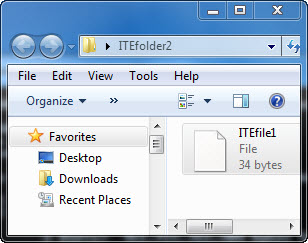 ITEfolder2
File Edit View Tools Help
Organize
Favorites
Desktop
Downloads
Recent Places
ITEfile1
File
34 bytes